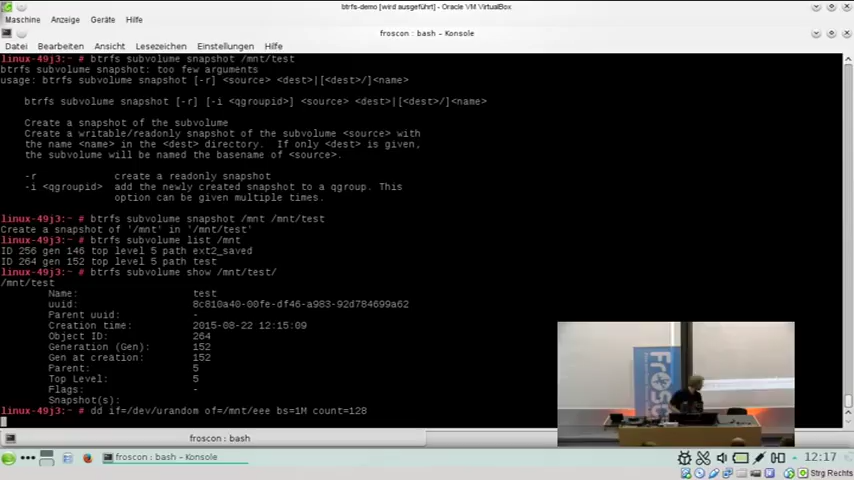 btrfs-demo [wird ausgeführt] - Oracle VM VirtualBox
Maschine Anzeige Geräte Hilfe
froscon : bash - Konsole
Datei Bearbeiten Ansicht Lesezeichen Einstellungen Hilfe
linux-49j3:~ # btrfs subvolume snapshot /mnt/test
btrfs subvolume snapshot: too few arguments
usage: btrfs subvolume snapshot [-r] <source> <dest>|[<dest>/]<name>
btrfs subvolume snapshot [-r] [-i <qgroupid>] <source> <dest>|[<dest>/]<name>
Create a snapshot of the subvolume
Create a writable/readonly snapshot of the subvolume <source> with
the name <name> in the <dest> directory.  If only <dest> is given,
the subvolume will be named the basename of <source>.
-r create a readonly snapshot
-i <qgroupid> add the newly created snapshot to a qgroup. This
option can be given multiple times.
linux-49j3:~ # btrfs subvolume snapshot /mnt /mnt/test
Create a snapshot of '/mnt' in '/mnt/test'
linux-49j3:~ # btrfs subvolume list /mnt
ID 256 gen 146 top level 5 path ext2_saved
ID 264 gen 152 top level 5 path test
linux-49j3:~ # btrfs subvolume show /mnt/test/
/mnt/test
Name: test
uuid: 8c810a40-00fe-df46-a983-92d784699a62
Parent uuid: -
Creation time: 2015-08-22 12:15:09
Object ID: 264
Generation (Gen): 152
Gen at creation: 152
Parent: 5
Top Level: 5
Flags: -
Snapshot(s):
linux-49j3:~ # dd if=/dev/urandom of=/mnt/eee bs=1M count=128
froscon : bash
froscon : bash - Konsole
12:17
Strg Rechts